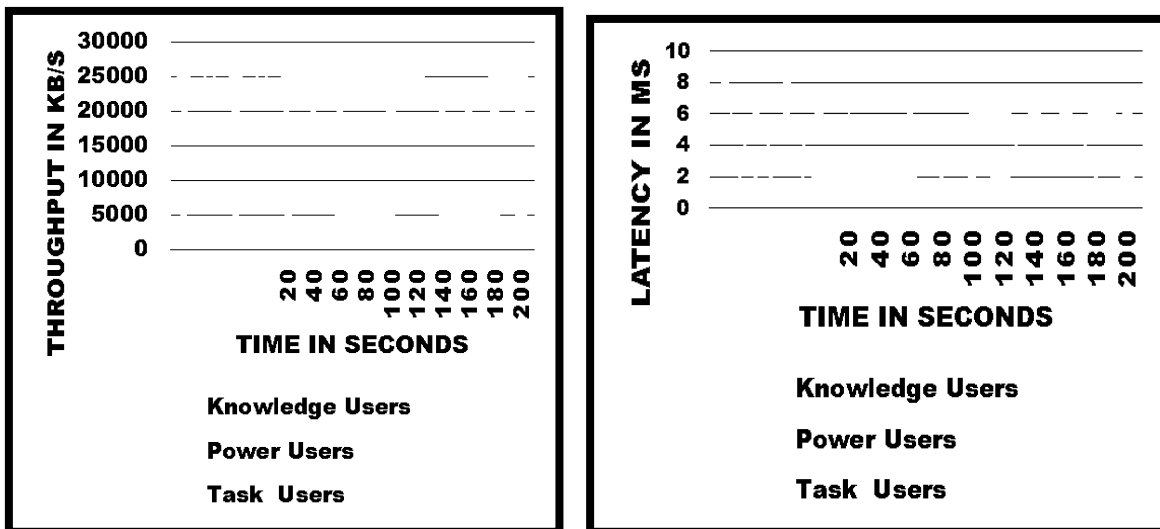 THROUGHPUT IN KB/S
30000
25000
20000
15000
10000
5000
0
20 40 60 80 100 120 140 160 180 200
TIME IN SECONDS
Knowledge Users
Power Users
Task Users
LATENCY IN MS
10
8
6
4
2
0
20 40 60 80 100 120 140 160 180 200
TIME IN SECONDS
Knowledge Users
Power Users
Task Users